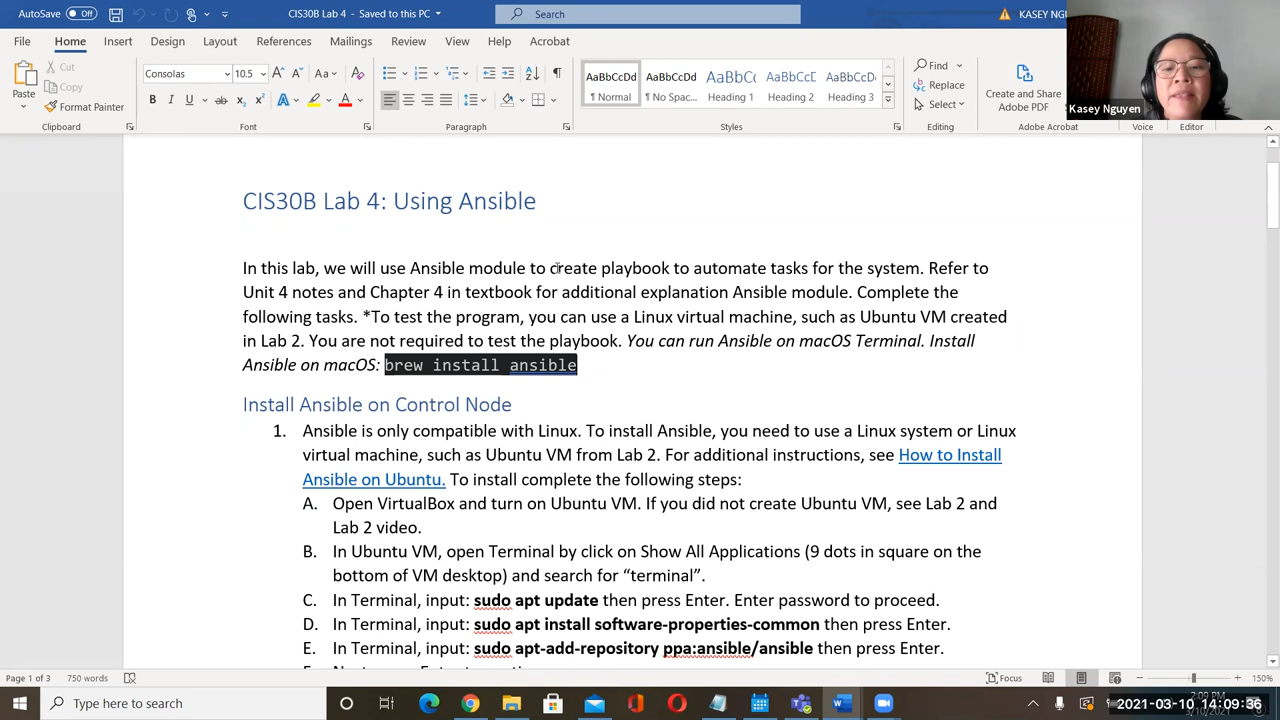 AutoSave Off
CIS30B Lab 4 - Saved to this PC
Search
KASEY NGU
File Home Insert Draw Design Layout References Mailings Review View Help Acrobat
Paste
Cut
Copy
Format Painter
Clipboard
Consolas 10.5
Font
Paragraph
AaBbCcDd AaBbCcDd AaBbCc AaBbCcD AaBbCcD
¶ Normal ¶ No Spac... Heading 1 Heading 2 Heading 3
Styles
Find
Replace
Select
Editing
Create and Share
Adobe PDF
Adobe Acrobat
Voice
Editor
Kasey Nguyen
CIS30B Lab 4: Using Ansible
In this lab, we will use Ansible module to create playbook to automate tasks for the system. Refer to
Unit 4 notes and Chapter 4 in textbook for additional explanation Ansible module. Complete the
following tasks. *To test the program, you can use a Linux virtual machine, such as Ubuntu VM created
in Lab 2. You are not required to test the playbook. You can run Ansible on macOS Terminal. Install
Ansible on macOS: brew install ansible
Install Ansible on Control Node
1. Ansible is only compatible with Linux. To install Ansible, you need to use a Linux system or Linux
virtual machine, such as Ubuntu VM from Lab 2. For additional instructions, see How to Install
Ansible on Ubuntu. To install complete the following steps:
A. Open VirtualBox and turn on Ubuntu VM. If you did not create Ubuntu VM, see Lab 2 and
Lab 2 video.
B. In Ubuntu VM, open Terminal by click on Show All Applications (9 dots in square on the
bottom of VM desktop) and search for “terminal”.
C. In Terminal, input: sudo apt update then press Enter. Enter password to proceed.
D. In Terminal, input: sudo apt install software-properties-common then press Enter.
E. In Terminal, input: sudo apt-add-repository ppa:ansible/ansible then press Enter.
Page 1 of 3 750 words
Focus
150%
Type here to search
2:09 PM
2021-03-10 14:09:36
3/10/2021